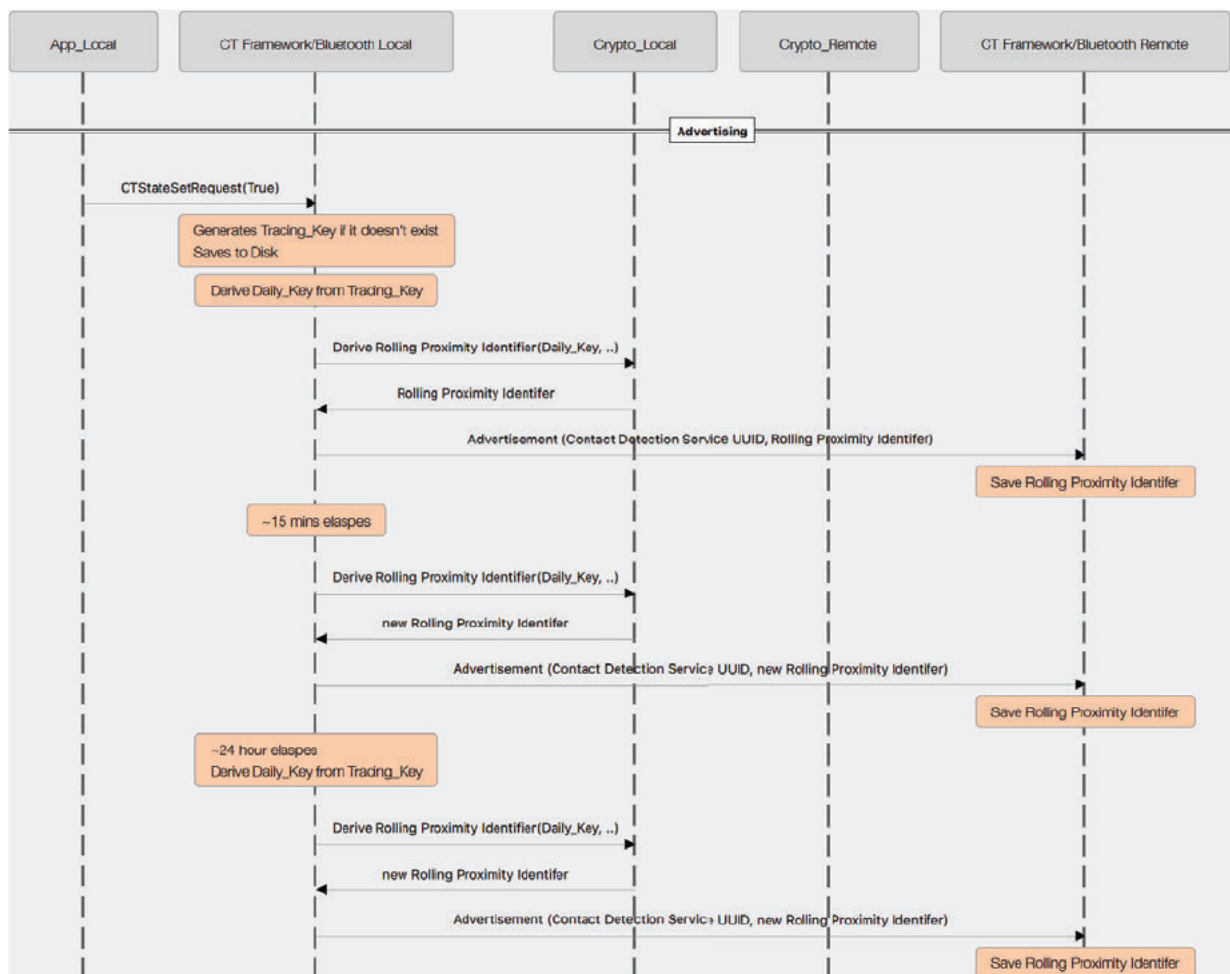 App_Local
CT Framework/Bluetooth Local
Crypto_Local
Crypto_Remote
CT Framework/Bluetooth Remote
Advertising
CTStateSetRequest(True)
Generates Tracing_Key if it doesn't exist
Saves to Disk
Derive Daily_Key from Tracing_Key
Derive Rolling Proximity Identifier(Daily_Key, ..)
Rolling Proximity Identifer
Advertisement (Contact Detection Service UUID, Rolling Proximity Identifer)
Save Rolling Proximity Identifer
~15 mins elaspes
Derive Rolling Proximity Identifier(Daily_Key, ..)
new Rolling Proximity Identifer
Advertisement (Contact Detection Service UUID, new Rolling Proximity Identifer)
Save Rolling Proximity Identifer
~24 hour elaspes
Derive Daily_Key from Tracing_Key
Derive Rolling Proximity Identifier(Daily_Key, ..)
new Rolling Proximity Identifer
Advertisement (Contact Detection Service UUID, new Rolling Proximity Identifer)
Save Rolling Proximity Identifer